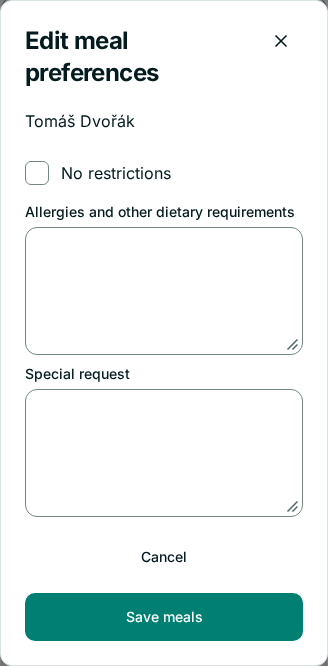 Edit meal
preferences
Tomáš Dvořák
No restrictions
Allergies and other dietary requirements
Special request
Cancel
Save meals